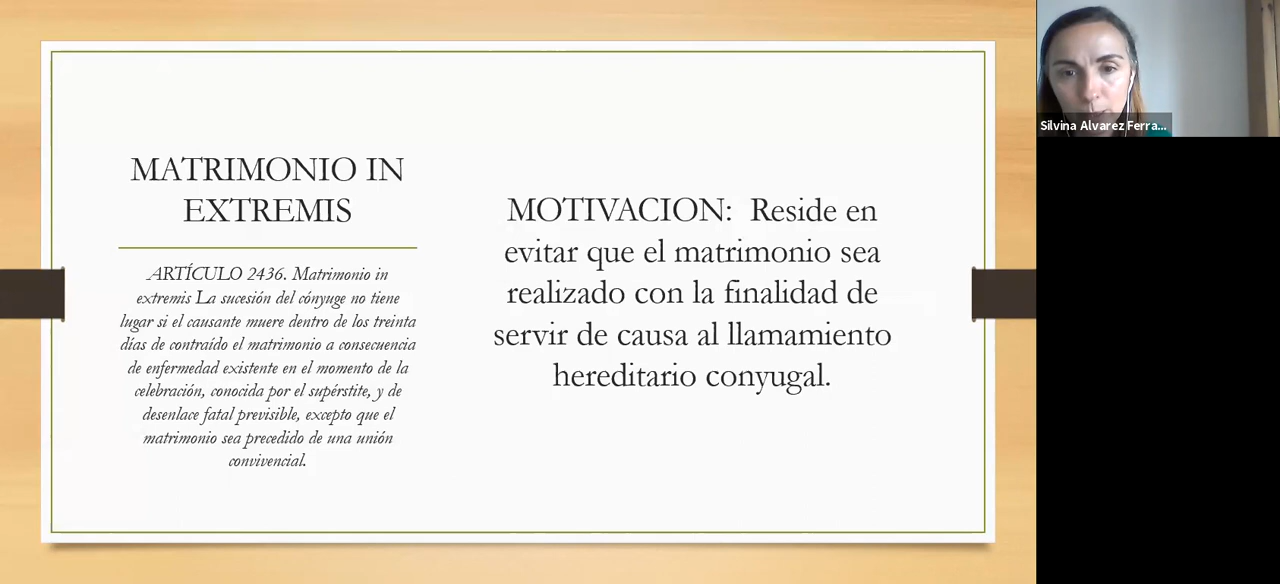 MATRIMONIO IN
EXTREMIS
ARTÍCULO 2436. Matrimonio in
extremis La sucesión del cónyuge no tiene
lugar si el causante muere dentro de los treinta
días de contraído el matrimonio a consecuencia
de enfermedad existente en el momento de la
celebración, conocida por el supérstite, y de
desenlace fatal previsible, excepto que el
matrimonio sea precedido de una unión
convivencial.
MOTIVACION: Reside en
evitar que el matrimonio sea
realizado con la finalidad de
servir de causa al llamamiento
hereditario conyugal.
Silvina Alvarez Ferra...